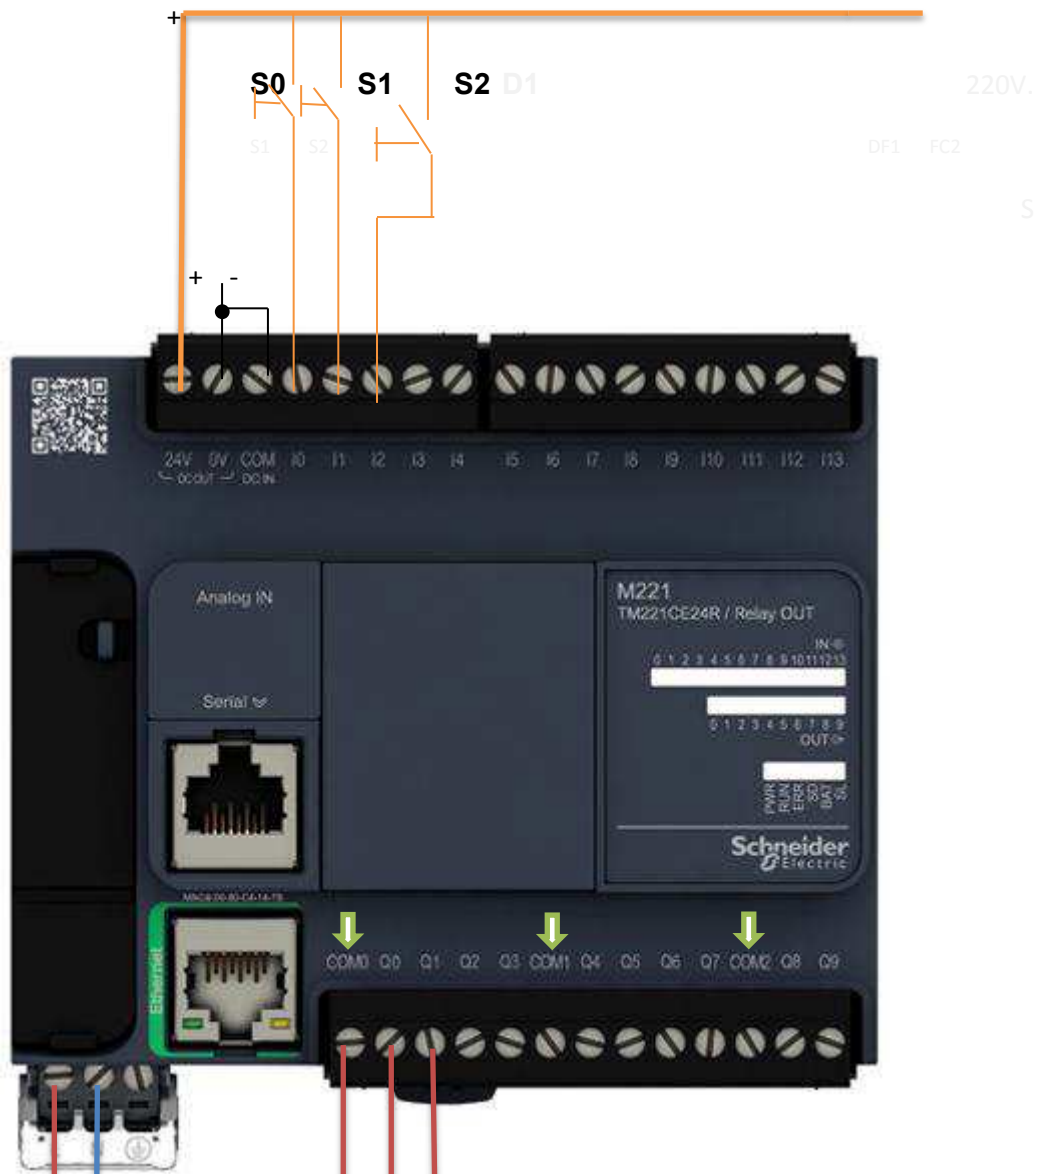 +
S0 S1 S2 D1
220V.
S1 S2 DF1 FC2
S
+ -
24V 0V COM I0 I1 I2 I3 I4 I5 I6 I7 I8 I9 I10 I11 I12 I13
DC OUT DC IN
Analog IN
M221
TM221CE24R / Relay OUT
IN
0 1 2 3 4 5 6 7 8 9 10 11 12 13
Serial
0 1 2 3 4 5 6 7 8 9
OUT
PWR
RUN
ERR
SD
BAT
SL
Schneider
Electric
Ethernet
COM0 Q0 Q1 Q2 Q3 COM1 Q4 Q5 Q6 Q7 COM2 Q8 Q9